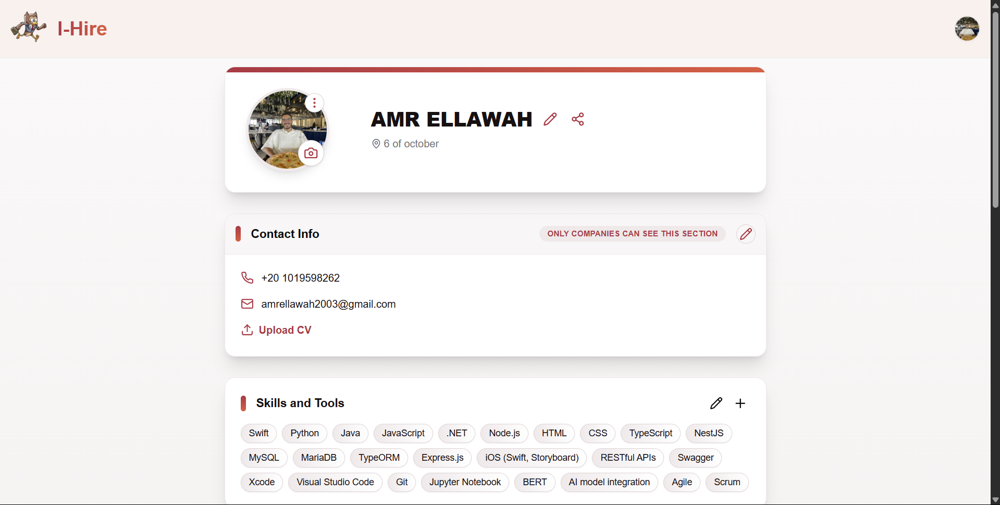 I-Hire
AMR ELLAWAH
6 of october
Contact Info
ONLY COMPANIES CAN SEE THIS SECTION
+20 1019598262
amrellawah2003@gmail.com
Upload CV
Skills and Tools
Swift Python Java JavaScript .NET Node.js HTML CSS TypeScript NestJS
MySQL MariaDB TypeORM Express.js iOS (Swift, Storyboard) RESTful APIs Swagger
Xcode Visual Studio Code Git Jupyter Notebook BERT AI model integration Agile Scrum